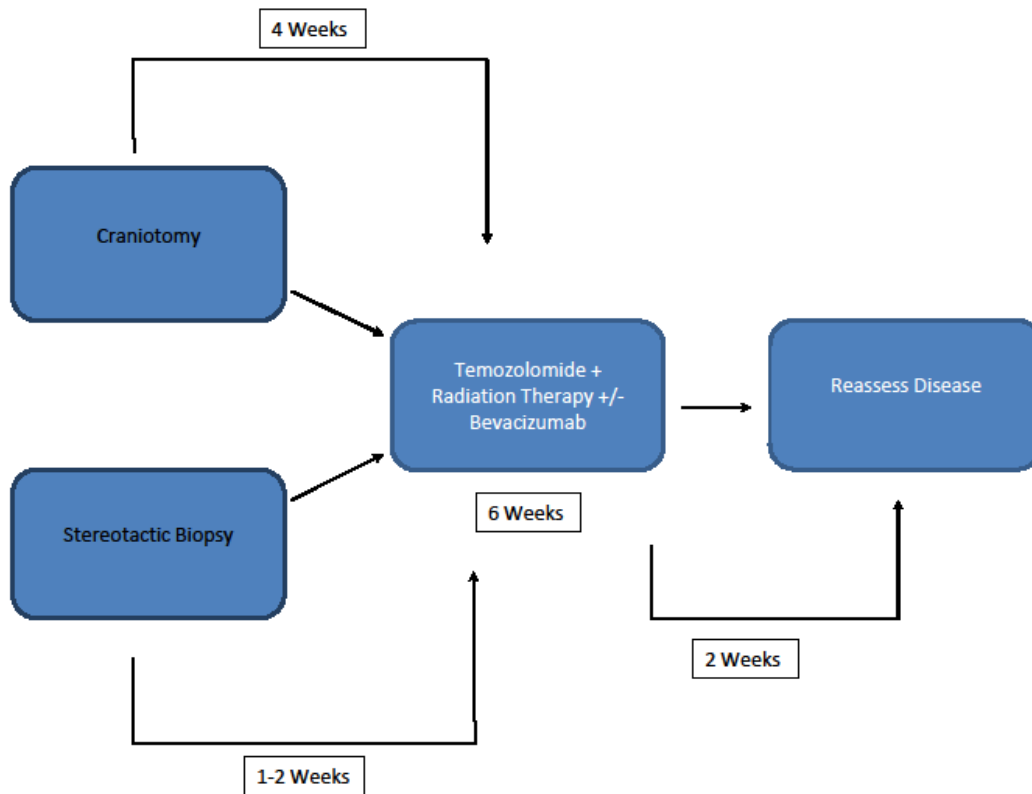 4 Weeks
Craniotomy
Temozolomide +
Radiation Therapy +/-
Bevacizumab
Reassess Disease
Stereotactic Biopsy
6 Weeks
2 Weeks
1-2 Weeks